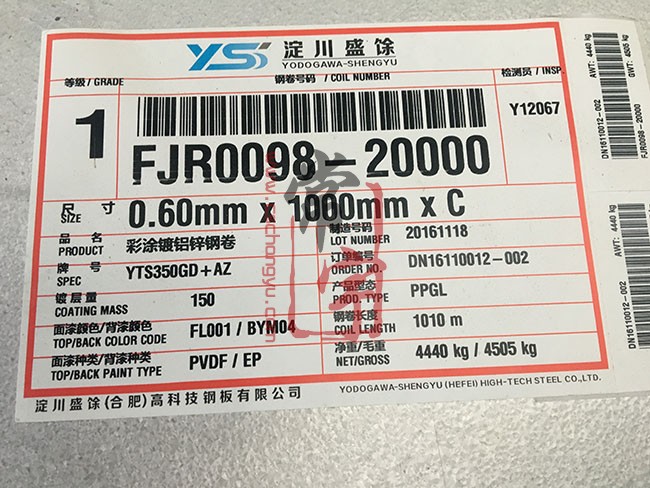 YSS 淀川盛馀
YODOGAWA-SHENGYU
等级 / GRADE 钢卷号码 / COIL NUMBER 检测员 / INSP.
1 FJR0098-20000 Y12067
尺 寸 SIZE 0.60mm x 1000mm x C
品 名 PRODUCT 彩涂镀铝锌钢卷
制造号码 LOT NUMBER 20161118
牌 号 SPEC YTS350GD+AZ
订单编号 ORDER NO. DN16110012-002
镀层量 COATING MASS 150
产品型态 PROD. TYPE PPGL
面漆颜色/背漆颜色 TOP/BACK COLOR CODE FL001 / BYM04
钢卷长度 COIL LENGTH 1010 m
面漆种类/背漆种类 TOP/BACK PAINT TYPE PVDF / EP
净重/毛重 NET/GROSS 4440 kg / 4505 kg
淀川盛馀(合肥)高科技钢板有限公司 YODOGAWA-SHENGYU (HEFEI) HIGH-TECH STEEL CO.,LTD.
AWT: 4440 kg
GWT: 4505 kg
DN16110012-002
FJR0098-20000
AWT: 4440 kg
DN16110012-002
常宇